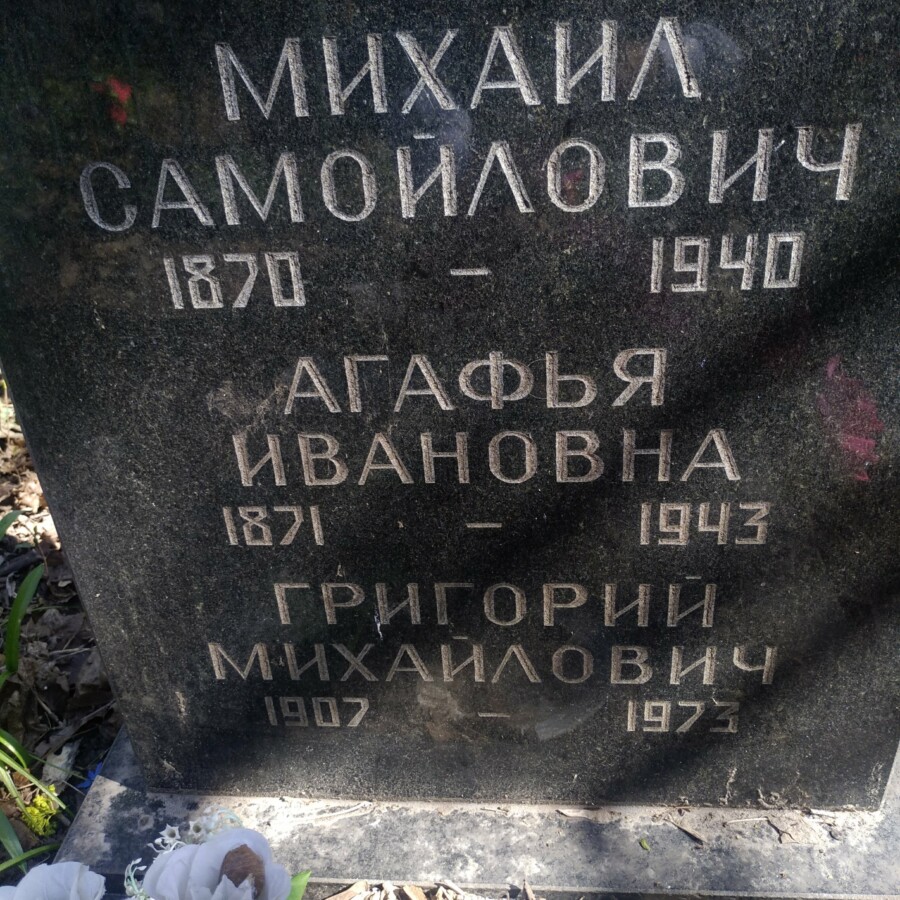 МИХАИЛ
САМОЙЛОВИЧ
1870 – 1940
АГАФЬЯ
ИВАНОВНА
1871 – 1943
ГРИГОРИЙ
МИХАЙЛОВИЧ
1907 – 1973